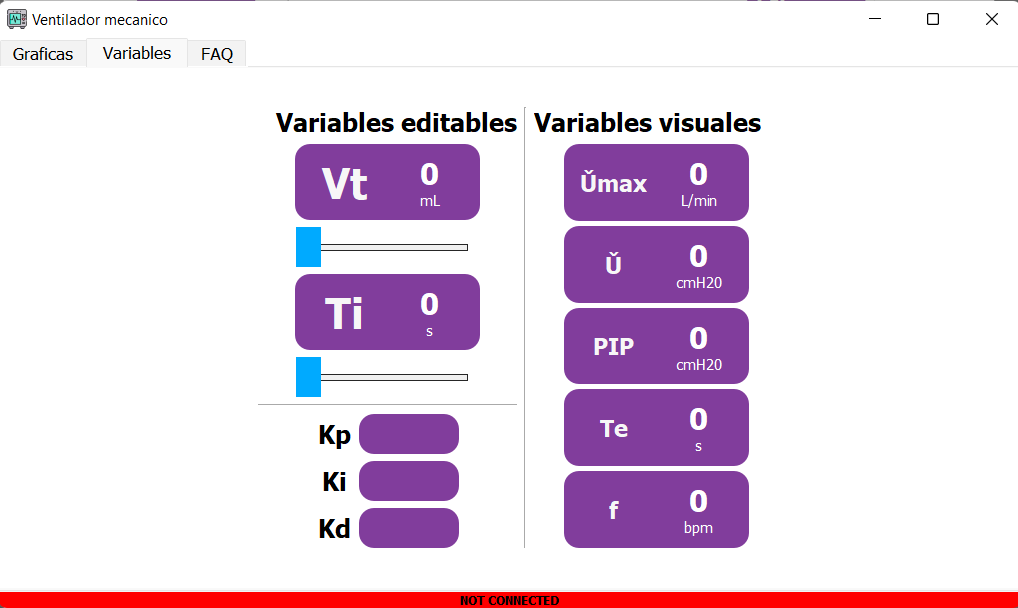 Ventilador mecanico
Graficas
Variables
FAQ
Variables editables
Vt
0
mL
Ti
0
s
Kp
Ki
Kd
Variables visuales
Ǔmax
0
L/min
Ǔ
0
cmH20
PIP
0
cmH20
Te
0
s
f
0
bpm
NOT CONNECTED